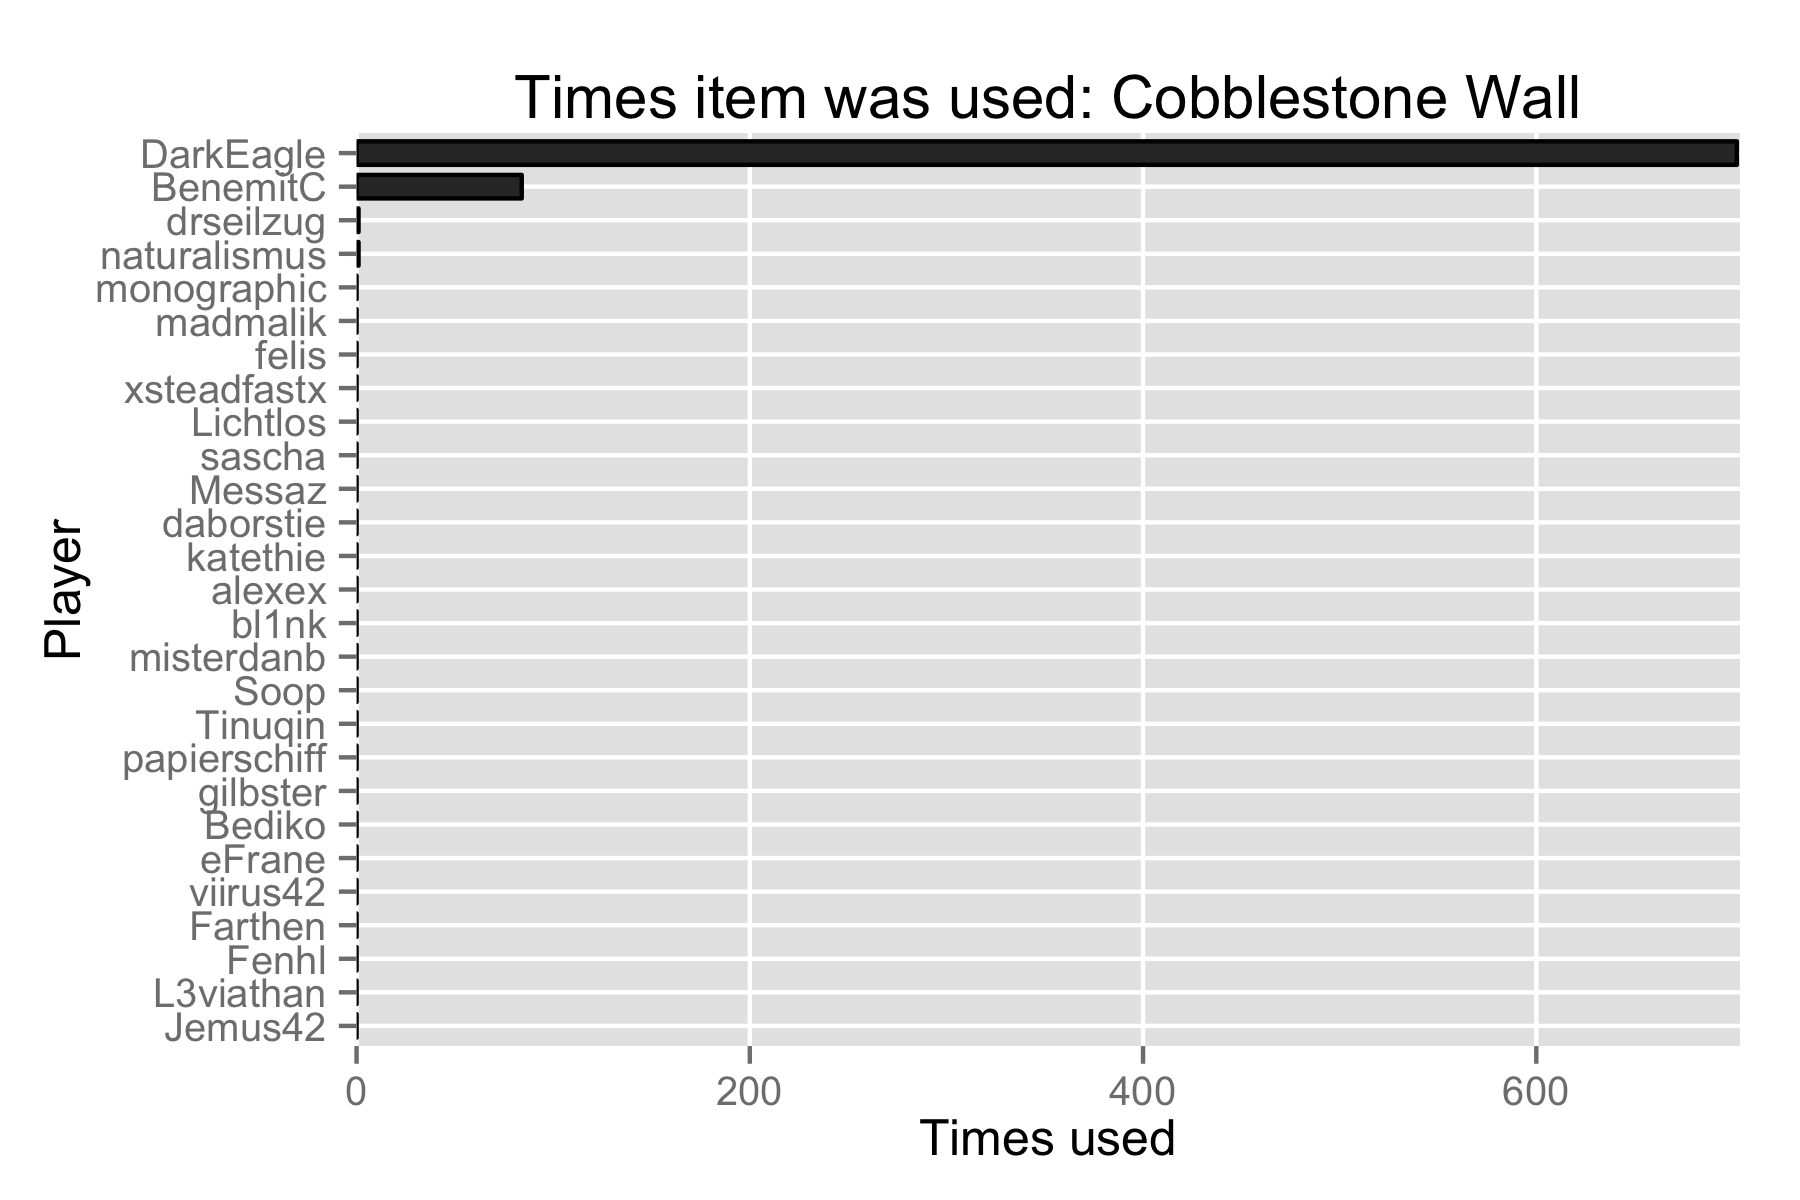 Times item was used: Cobblestone Wall
DarkEagle
BenemitC
drseilzug
naturalismus
monographic
madmalik
felis
xsteadfastx
Lichtlos
sascha
Messaz
daborstie
katethie
alexex
bl1nk
misterdanb
Soop
Tinuqin
papierschiff
gilbster
Bediko
eFrane
viirus42
Farthen
Fenhl
L3viathan
Jemus42
Player
0 200 400 600
Times used